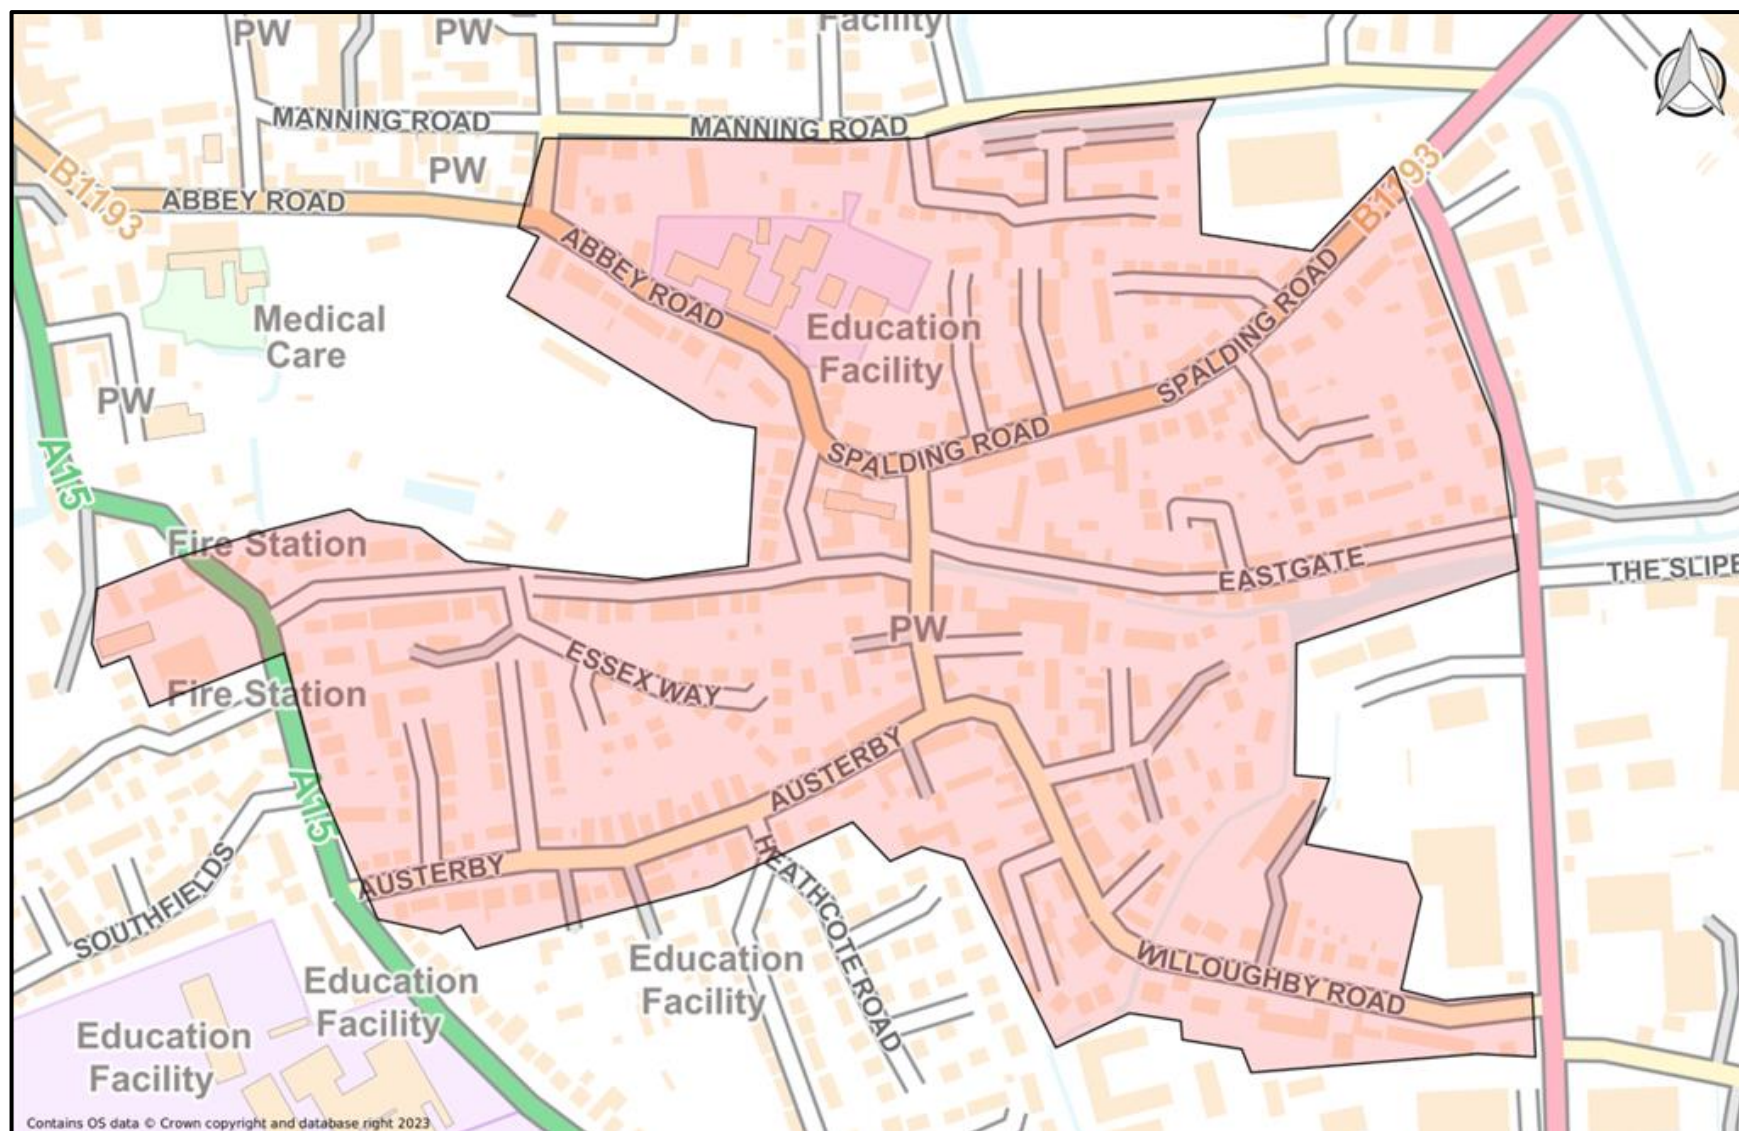 PW
PW
Facility
MANNING ROAD
MANNING ROAD
PW
B1193
B1193
ABBEY ROAD
ABBEY ROAD
SPALDING ROAD
Medical
Care
Education
Facility
PW
SPALDING ROAD
A15
Fire Station
EASTGATE
THE SLIPE
PW
ESSEX WAY
Fire Station
AUSTERBY
A15
AUSTERBY
HEATHCOTE ROAD
SOUTHFIELDS
Education
Facility
Education
Facility
WILLOUGHBY ROAD
Education
Facility
Contains OS data © Crown copyright and database right 2023